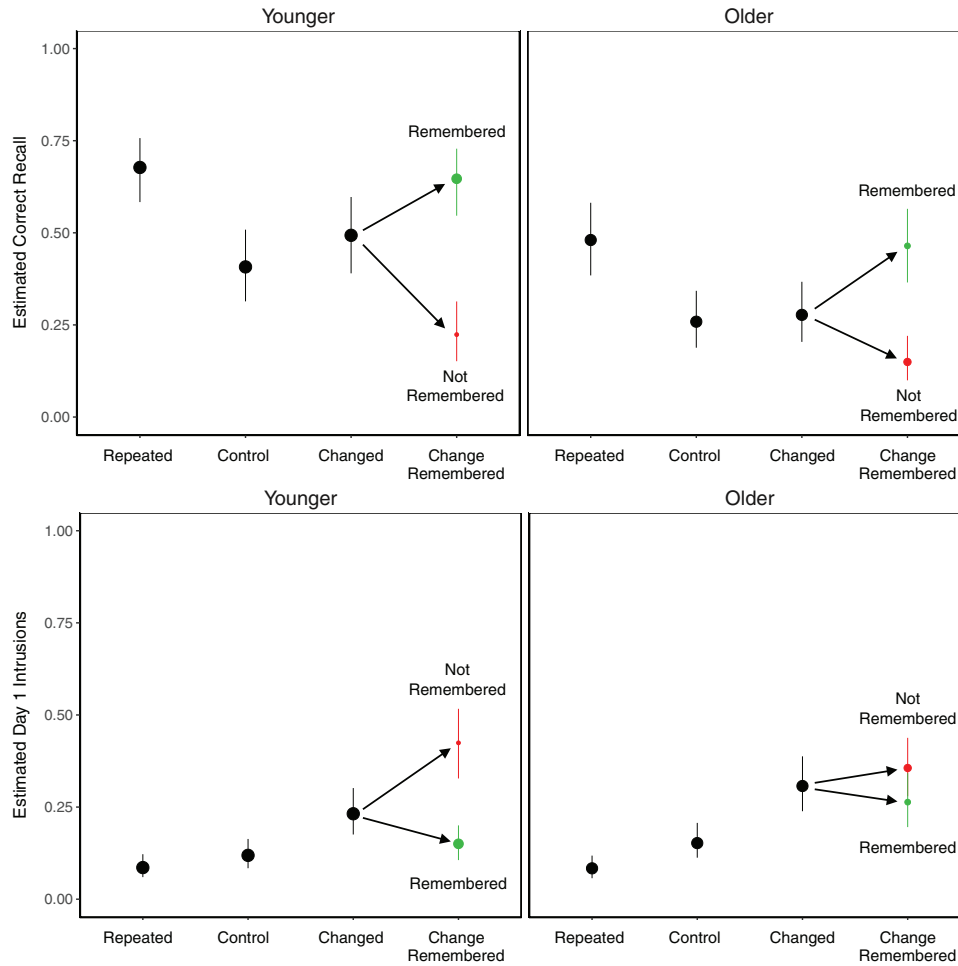 Younger
Older
Estimated Correct Recall
1.00
0.75
0.50
0.25
0.00
Remembered
Not
Remembered
Remembered
Not
Remembered
Repeated
Control
Changed
Change
Remembered
Repeated
Control
Changed
Change
Remembered
Younger
Older
Estimated Day 1 Intrusions
1.00
0.75
0.50
0.25
0.00
Not
Remembered
Remembered
Not
Remembered
Remembered
Repeated
Control
Changed
Change
Remembered
Repeated
Control
Changed
Change
Remembered